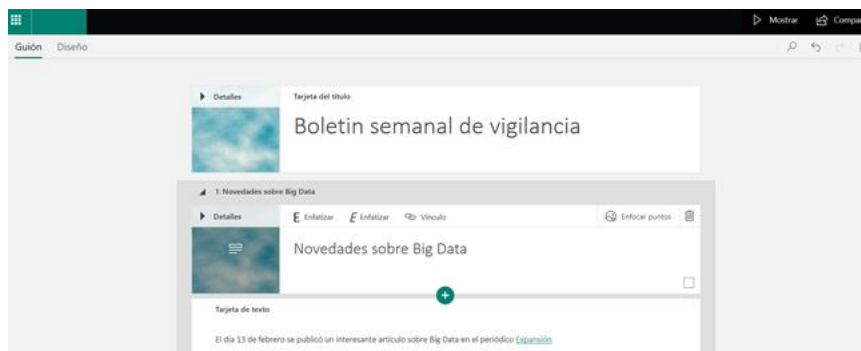 Mostrar Compa
Guión Diseño
Detalles Tarjeta del título
Boletin semanal de vigilancia
1: Novedades sobre Big Data
Detalles E Enfatizar E Enfatizar Vínculo Enfocar puntos
Novedades sobre Big Data
Tarjeta de texto
El día 13 de febrero se publicó un interesante artículo sobre Big Data en el periódico Expansión